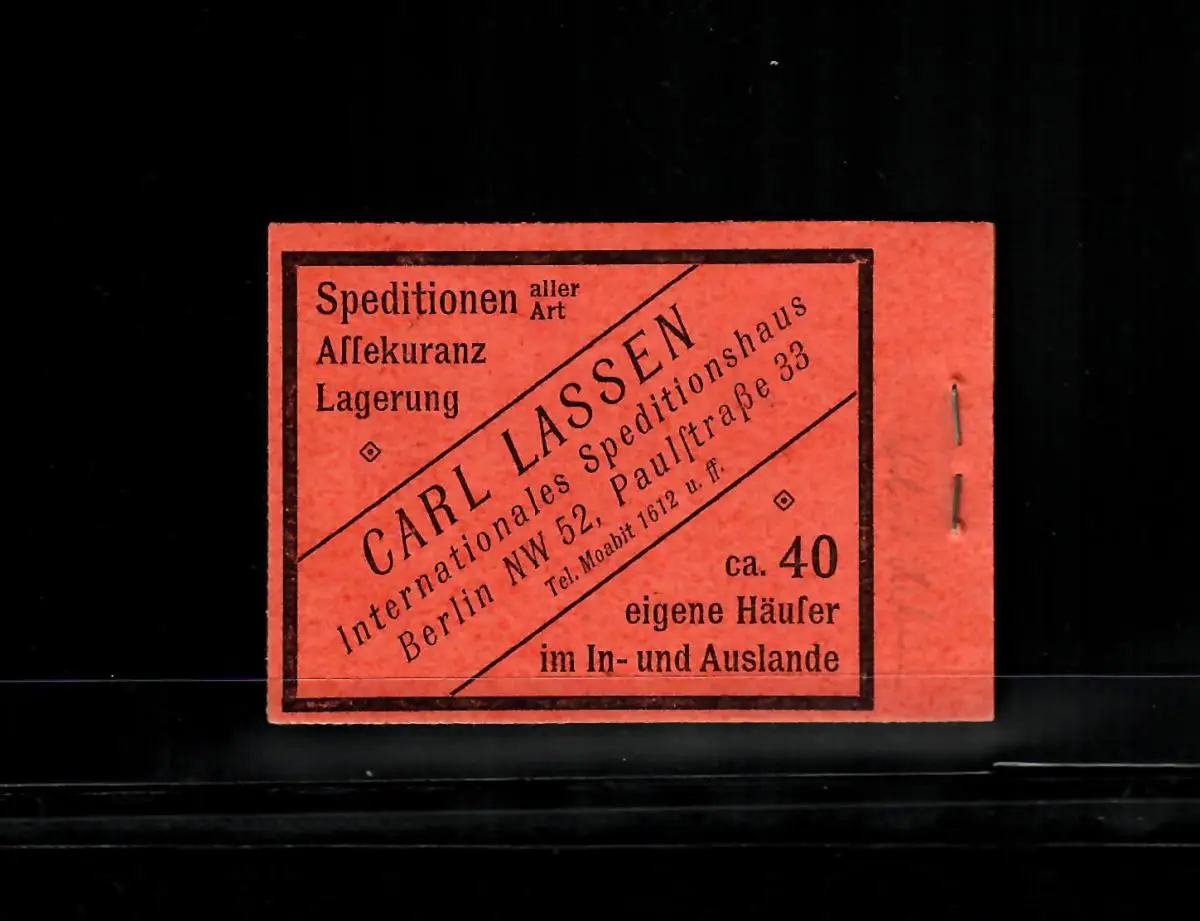 Speditionen aller Art
Aſſekuranz
Lagerung
CARL LASSEN
Internationales Speditionshaus
Berlin NW 52, Paulſtraße 33
Tel. Moabit 1612 u. ff.
ca. 40
eigene Häuſer
im In- und Auslande